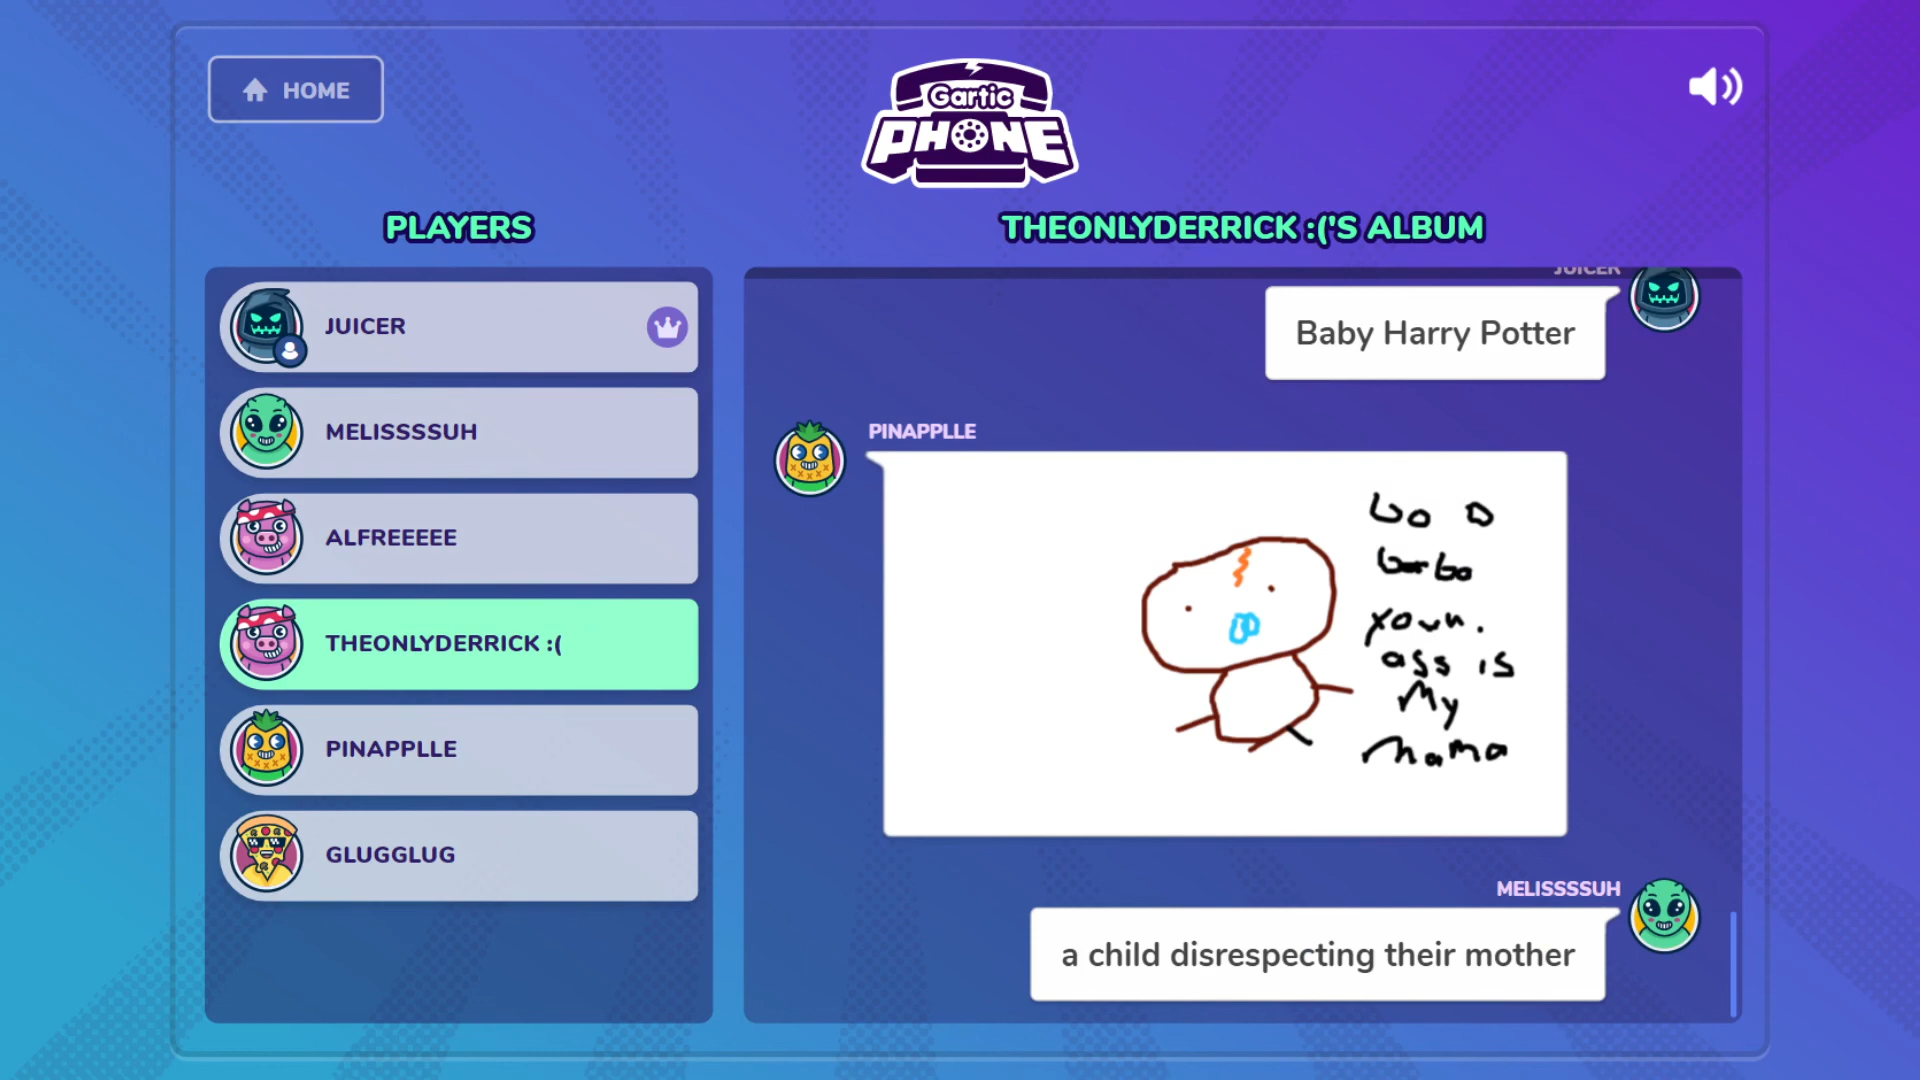 HOME
Gartic
PHONE
PLAYERS
THEONLYDERRICK :('S ALBUM
JUICER
MELISSSSUH
ALFREEEEE
THEONLYDERRICK :(
PINAPPLLE
GLUGGLUG
JUICER
Baby Harry Potter
PINAPPLLE
ass is
My
mama
MELISSSSUH
a child disrespecting their mother